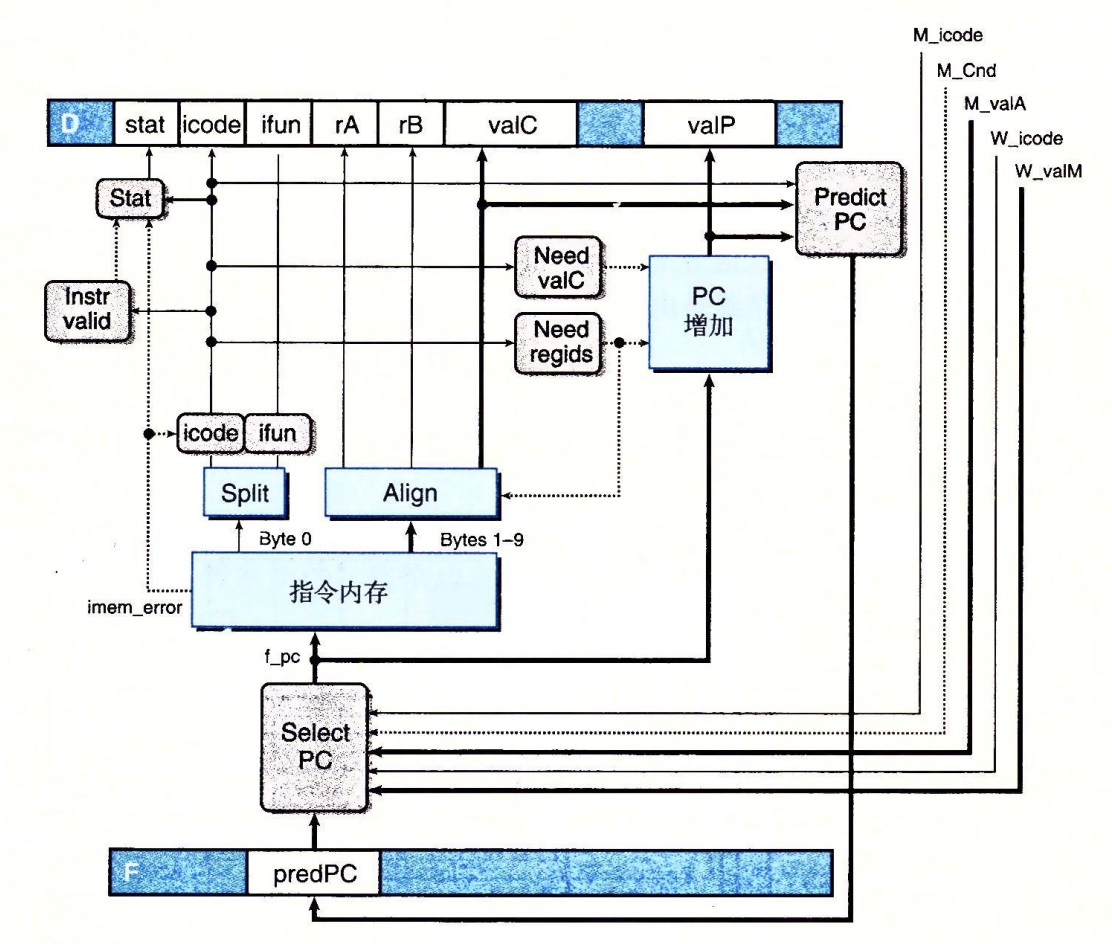 M_icode
M_Cnd
M_valA
W_icode
W_valM
D stat icode ifun rA rB valC valP
Stat
Predict
PC
Need
valC
Instr
valid
PC
增加
Need
regids
icode ifun
Split
Align
Byte 0
Bytes 1–9
指令内存
imem_error
f_pc
Select
PC
F predPC